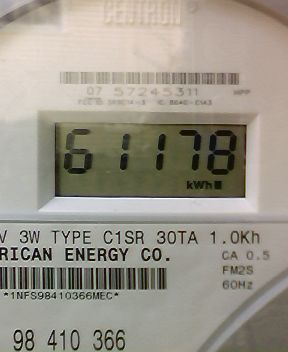 CENTRON
07 57245311
61178
kWh
V 3W TYPE C1SR 30TA 1.0Kh
RICAN ENERGY CO. CA 0.5
FM2S
60Hz
*1NFS98410366MEC*
98 410 366